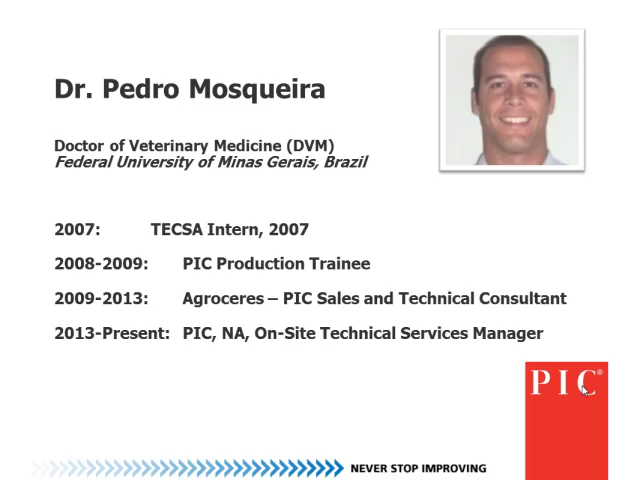 Dr. Pedro Mosqueira
Doctor of Veterinary Medicine (DVM)
Federal University of Minas Gerais, Brazil
2007: TECSA Intern, 2007
2008-2009: PIC Production Trainee
2009-2013: Agroceres – PIC Sales and Technical Consultant
2013-Present: PIC, NA, On-Site Technical Services Manager
PIC®
NEVER STOP IMPROVING